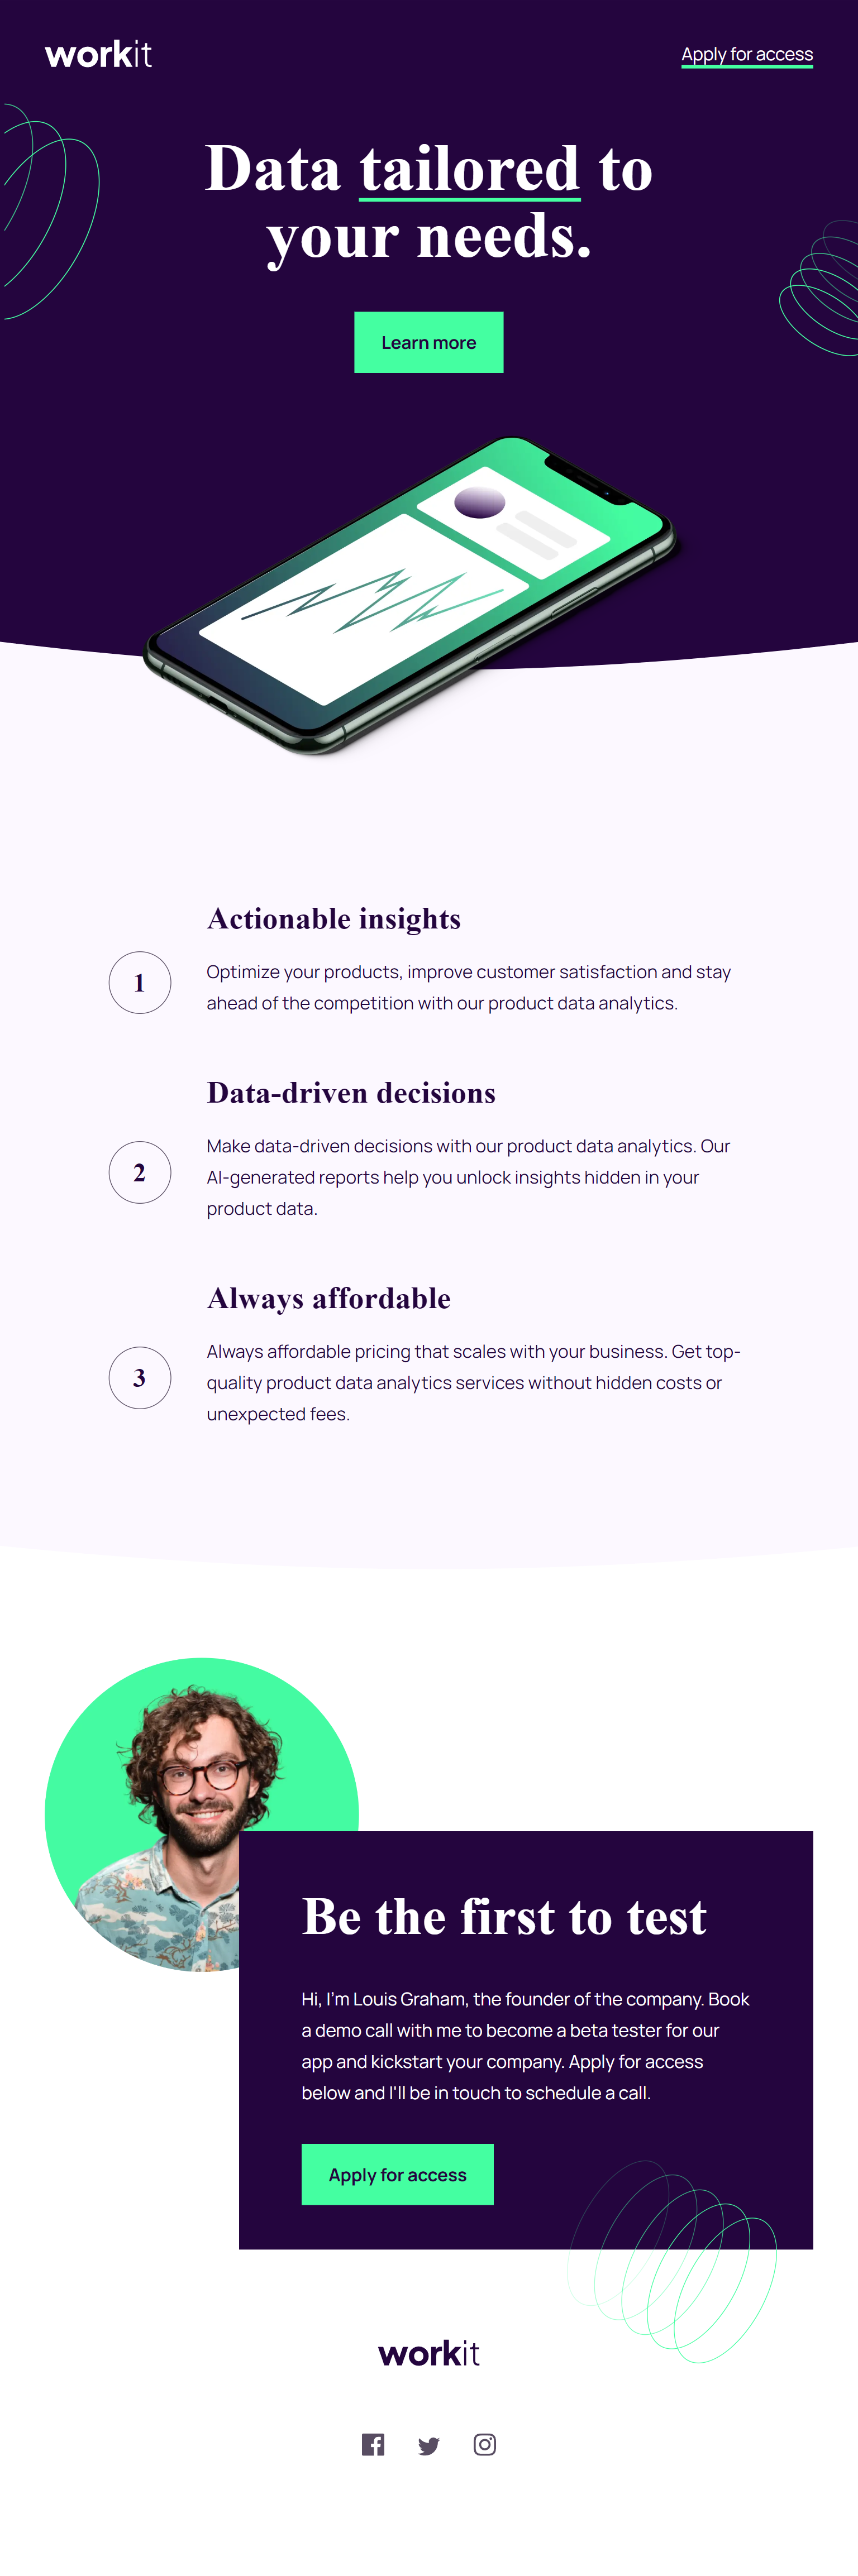 workit
Apply for access
Data tailored to
your needs.
Learn more
Actionable insights
1
Optimize your products, improve customer satisfaction and stay
ahead of the competition with our product data analytics.
Data-driven decisions
2
Make data-driven decisions with our product data analytics. Our
AI-generated reports help you unlock insights hidden in your
product data.
Always affordable
3
Always affordable pricing that scales with your business. Get top-
quality product data analytics services without hidden costs or
unexpected fees.
Be the first to test
Hi, I'm Louis Graham, the founder of the company. Book
a demo call with me to become a beta tester for our
app and kickstart your company. Apply for access
below and I'll be in touch to schedule a call.
Apply for access
workit